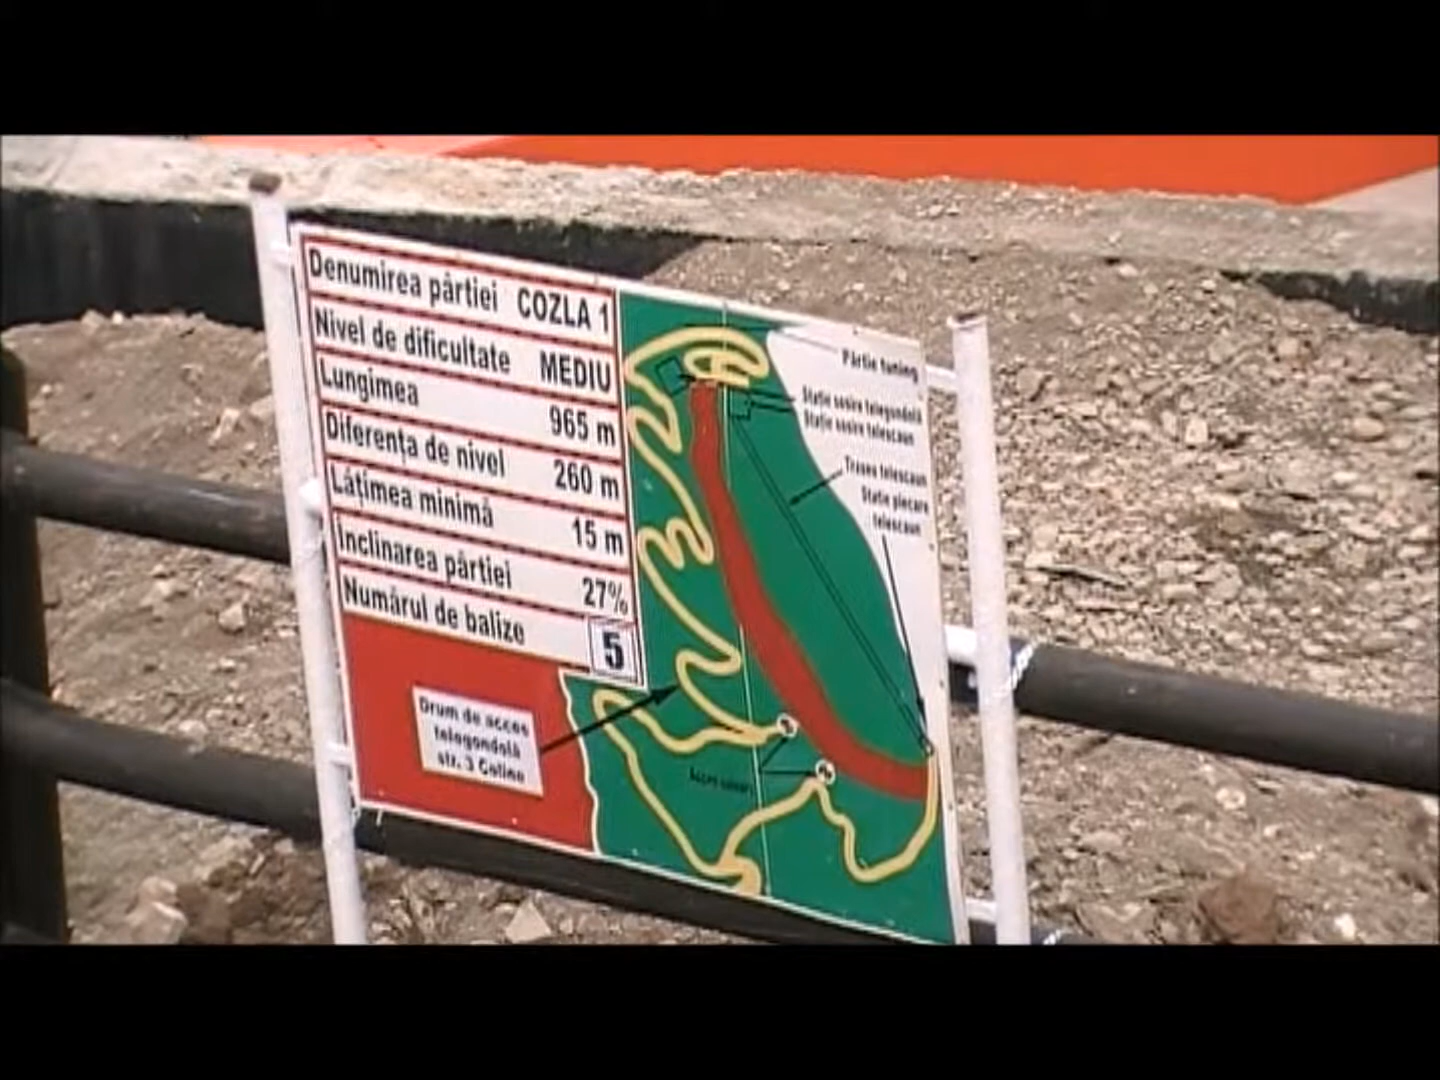 Denumirea pârtiei COZLA 1
Nivel de dificultate MEDIU
Lungimea 965 m
Diferența de nivel 260 m
Lățimea minimă 15 m
Înclinarea pârtiei 27%
Numărul de balize 5
Drum de acces
telegondolă
str. 3 Coline
Pârtie tubing
Stație sosire telegondolă
Stație sosire telescaun
Traseu telescaun
Stație plecare
telescaun
Acces